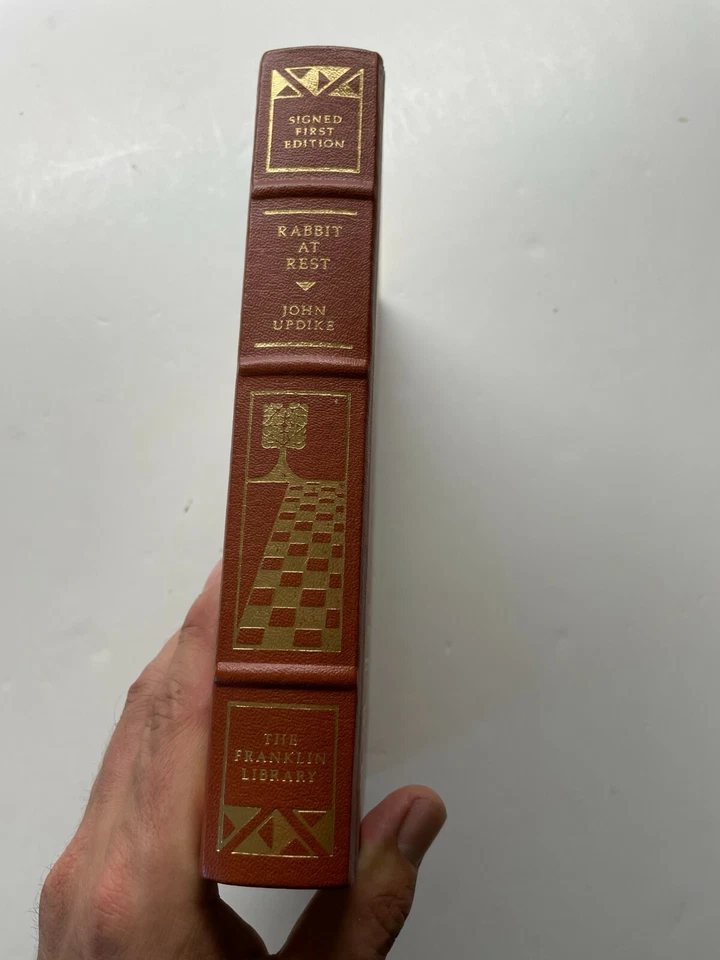 SIGNED
FIRST
EDITION
RABBIT
AT
REST
JOHN
UPDIKE
THE
FRANKLIN
LIBRARY